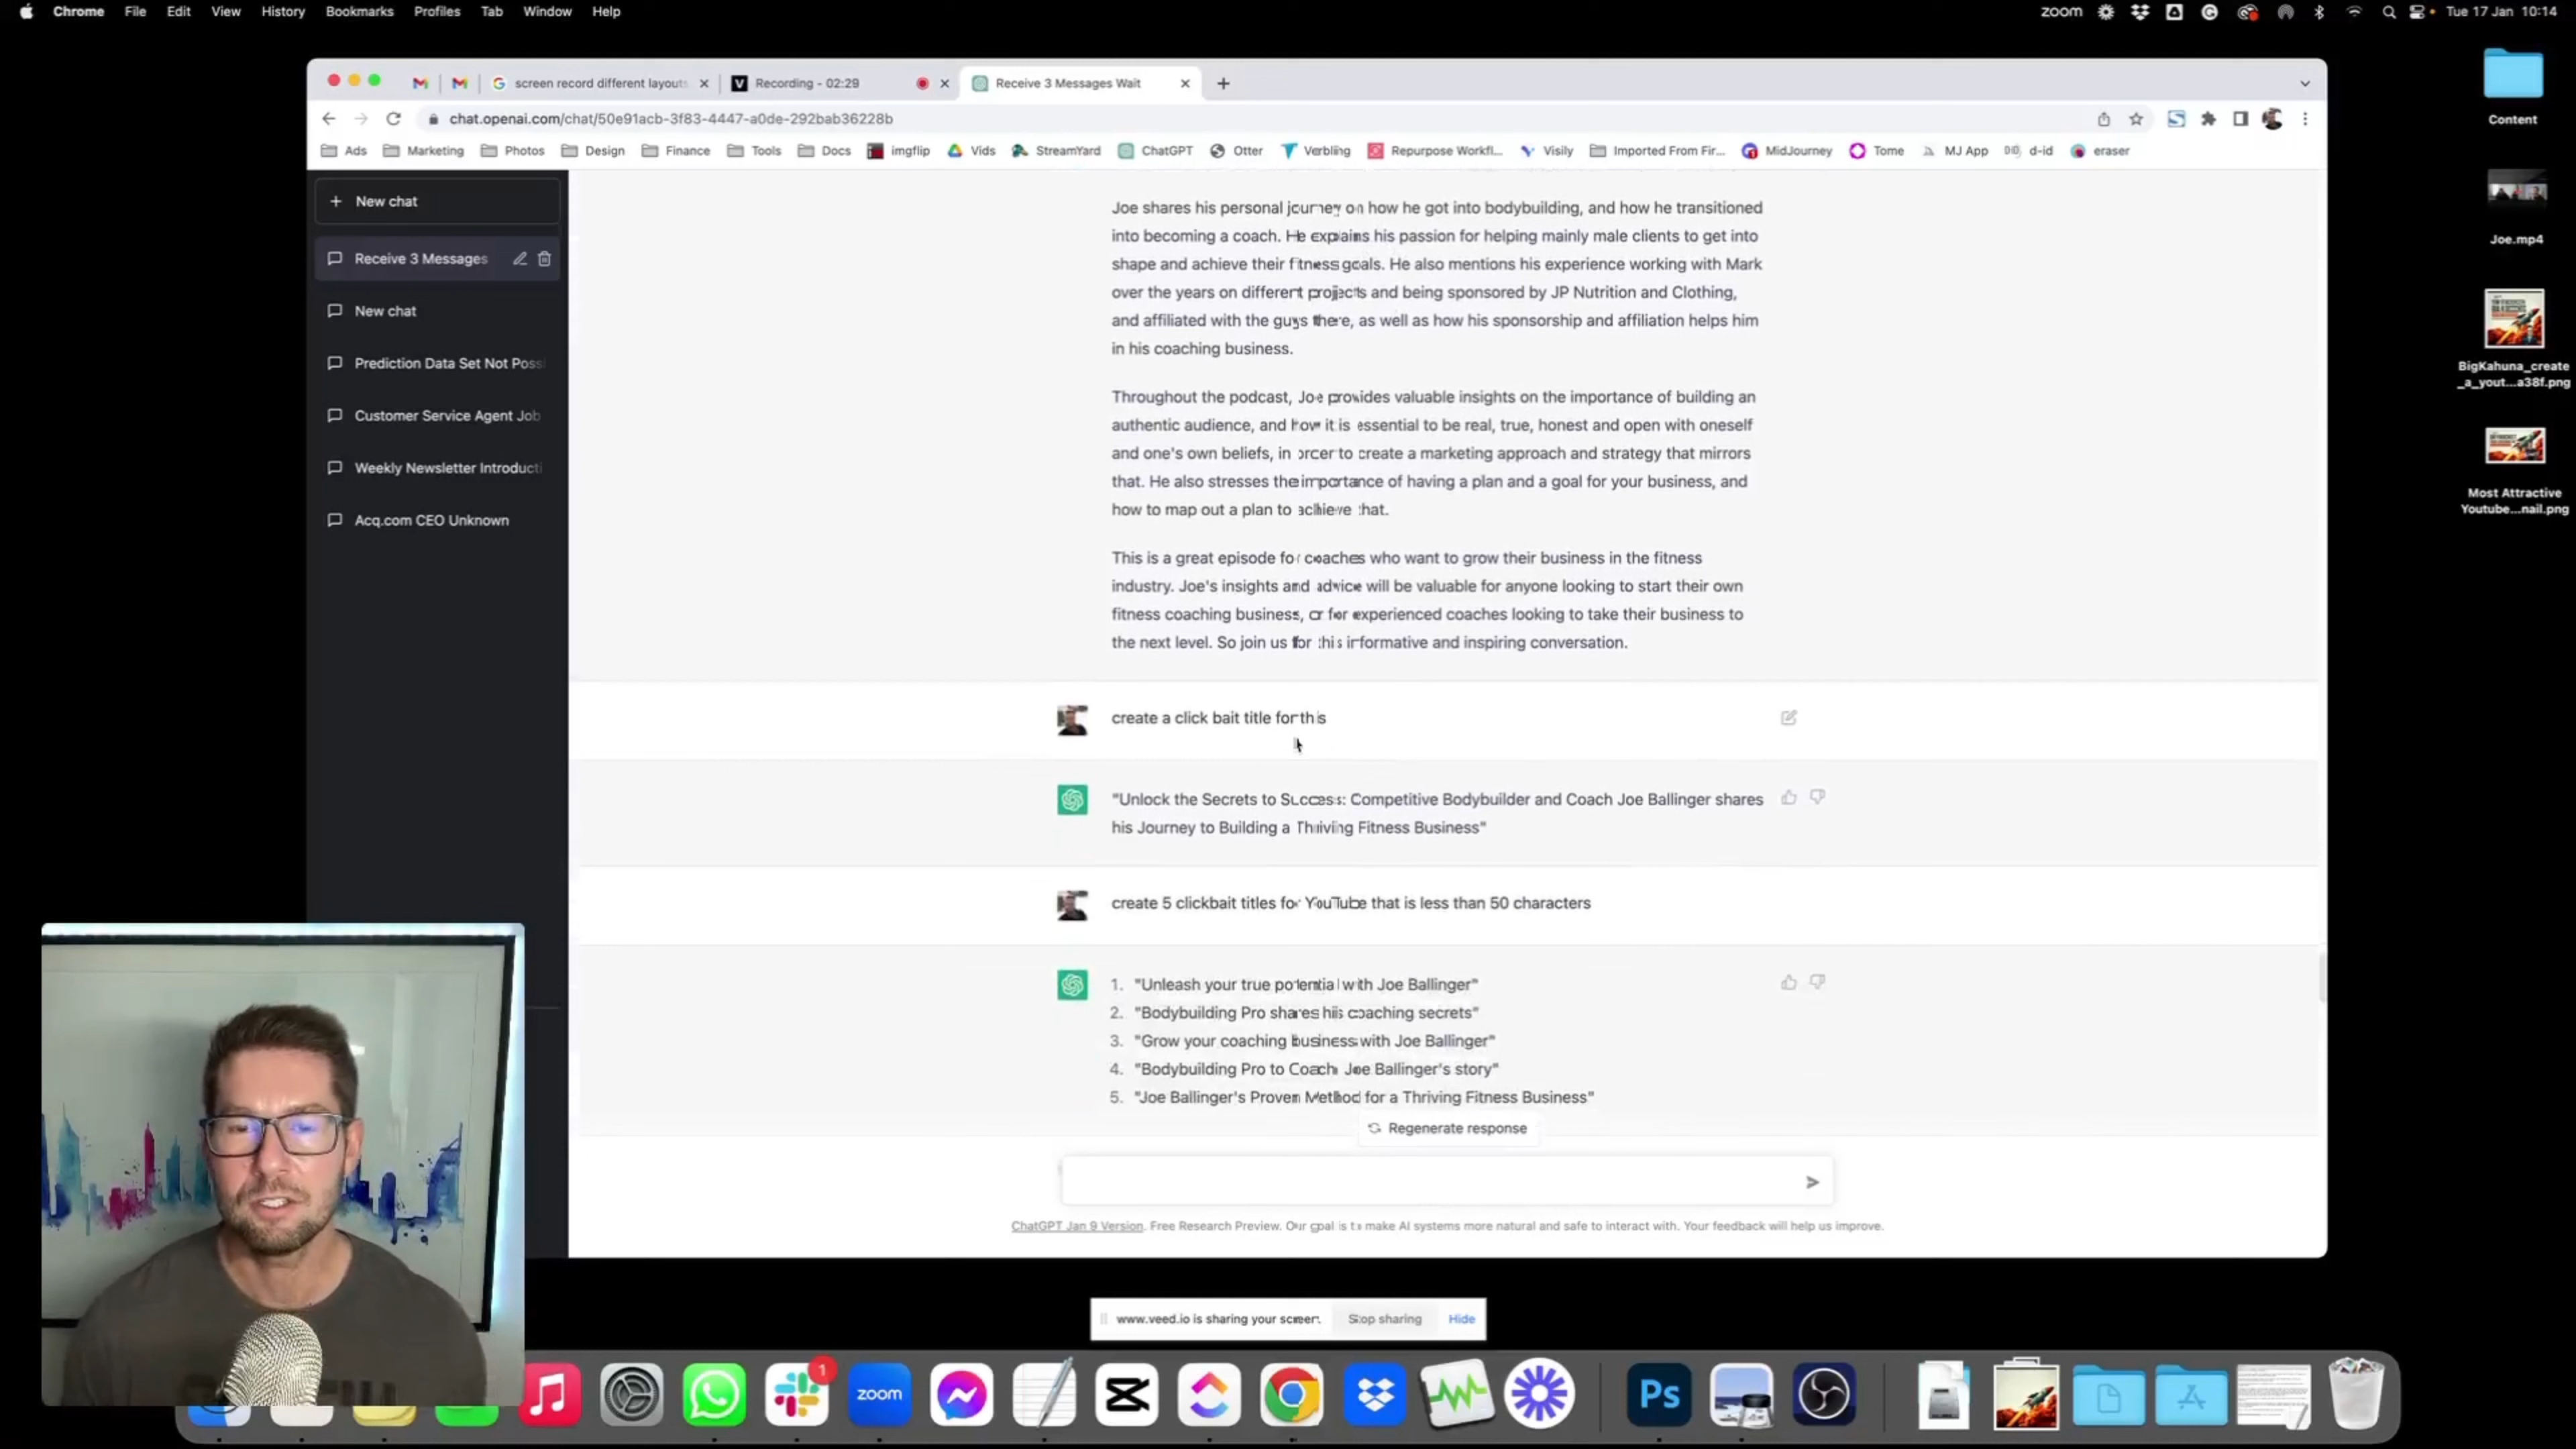 Chrome File Edit View History Bookmarks Profiles Tab Window Help
zoom Tue 17 Jan 10:14
screen record different layouts
Recording - 02:29
Receive 3 Messages Wait
chat.openai.com/chat/50e91acb-3f83-4447-a0de-292bab36228b
Ads Marketing Photos Design Finance Tools Docs imgflip Vids StreamYard ChatGPT Otter Verbling Repurpose Workfl... Visily Imported From Fir... MidJourney Tome MJ App d-id eraser
New chat
Receive 3 Messages
New chat
Prediction Data Set Not Poss
Customer Service Agent Job
Weekly Newsletter Introducti
Acq.com CEO Unknown
Joe shares his personal journey on how he got into bodybuilding, and how he transitioned
into becoming a coach. He explains his passion for helping mainly male clients to get into
shape and achieve their fitness goals. He also mentions his experience working with Mark
over the years on different projects and being sponsored by JP Nutrition and Clothing,
and affiliated with the guys there, as well as how his sponsorship and affiliation helps him
in his coaching business.
Throughout the podcast, Joe provides valuable insights on the importance of building an
authentic audience, and how it is essential to be real, true, honest and open with oneself
and one's own beliefs, in order to create a marketing approach and strategy that mirrors
that. He also stresses the importance of having a plan and a goal for your business, and
how to map out a plan to achieve that.
This is a great episode for coaches who want to grow their business in the fitness
industry. Joe's insights and advice will be valuable for anyone looking to start their own
fitness coaching business, or for experienced coaches looking to take their business to
the next level. So join us for this informative and inspiring conversation.
create a click bait title for this
"Unlock the Secrets to Success: Competitive Bodybuilder and Coach Joe Ballinger shares
his Journey to Building a Thriving Fitness Business"
create 5 clickbait titles for YouTube that is less than 50 characters
1. "Unleash your true potential with Joe Ballinger"
2. "Bodybuilding Pro shares his coaching secrets"
3. "Grow your coaching business with Joe Ballinger"
4. "Bodybuilding Pro to Coach: Joe Ballinger's story"
5. "Joe Ballinger's Proven Method for a Thriving Fitness Business"
Regenerate response
ChatGPT Jan 9 Version. Free Research Preview. Our goal is to make AI systems more natural and safe to interact with. Your feedback will help us improve.
www.veed.io is sharing your screen. Stop sharing Hide
Content
Joe.mp4
BigKahuna_create
_a_yout...a38f.png
Most Attractive
Youtube...nail.png
1
zoom
Ps